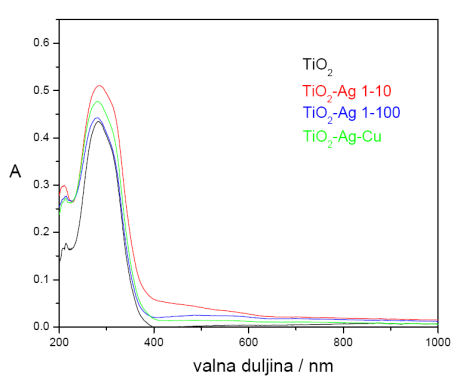 0.6
0.5
0.4
0.3
0.2
0.1
0.0
A
TiO2
TiO2-Ag 1-10
TiO2-Ag 1-100
TiO2-Ag-Cu
200 400 600 800 1000
valna duljina / nm